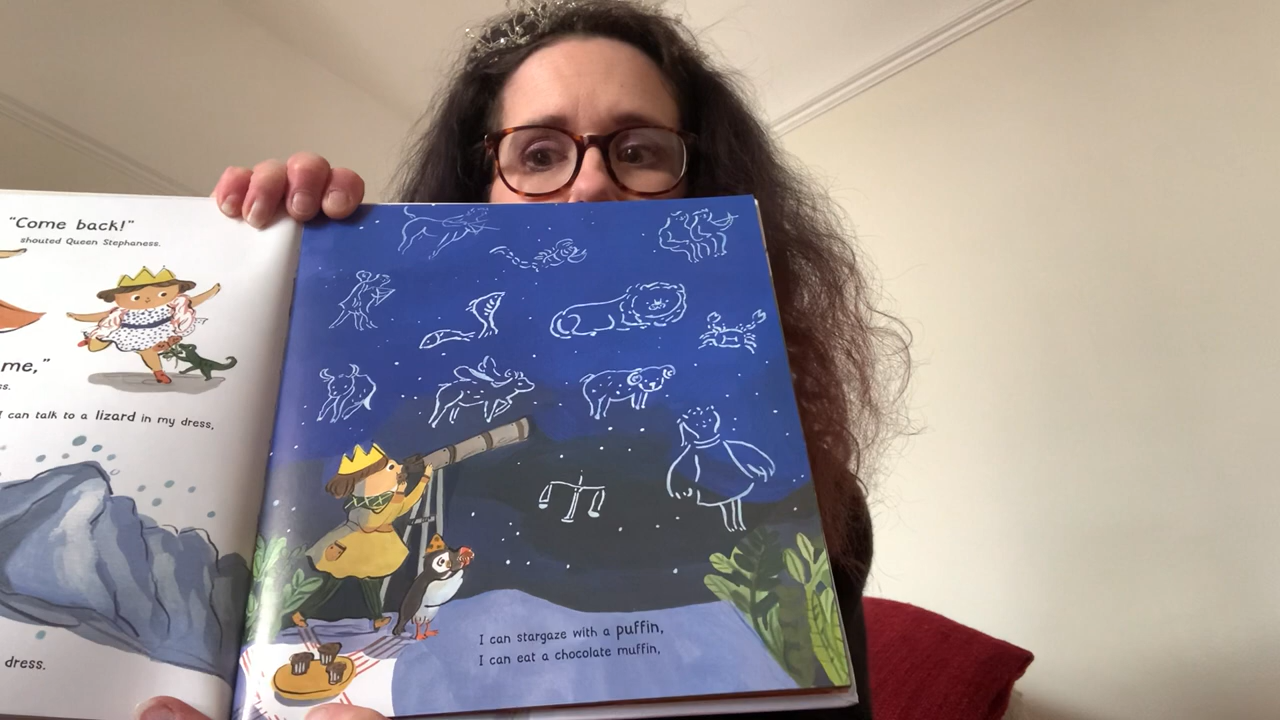 "Come back!"
shouted Queen Stephaness.
me,"
ss.
I can talk to a lizard in my dress,
dress.
I can stargaze with a puffin,
I can eat a chocolate muffin,